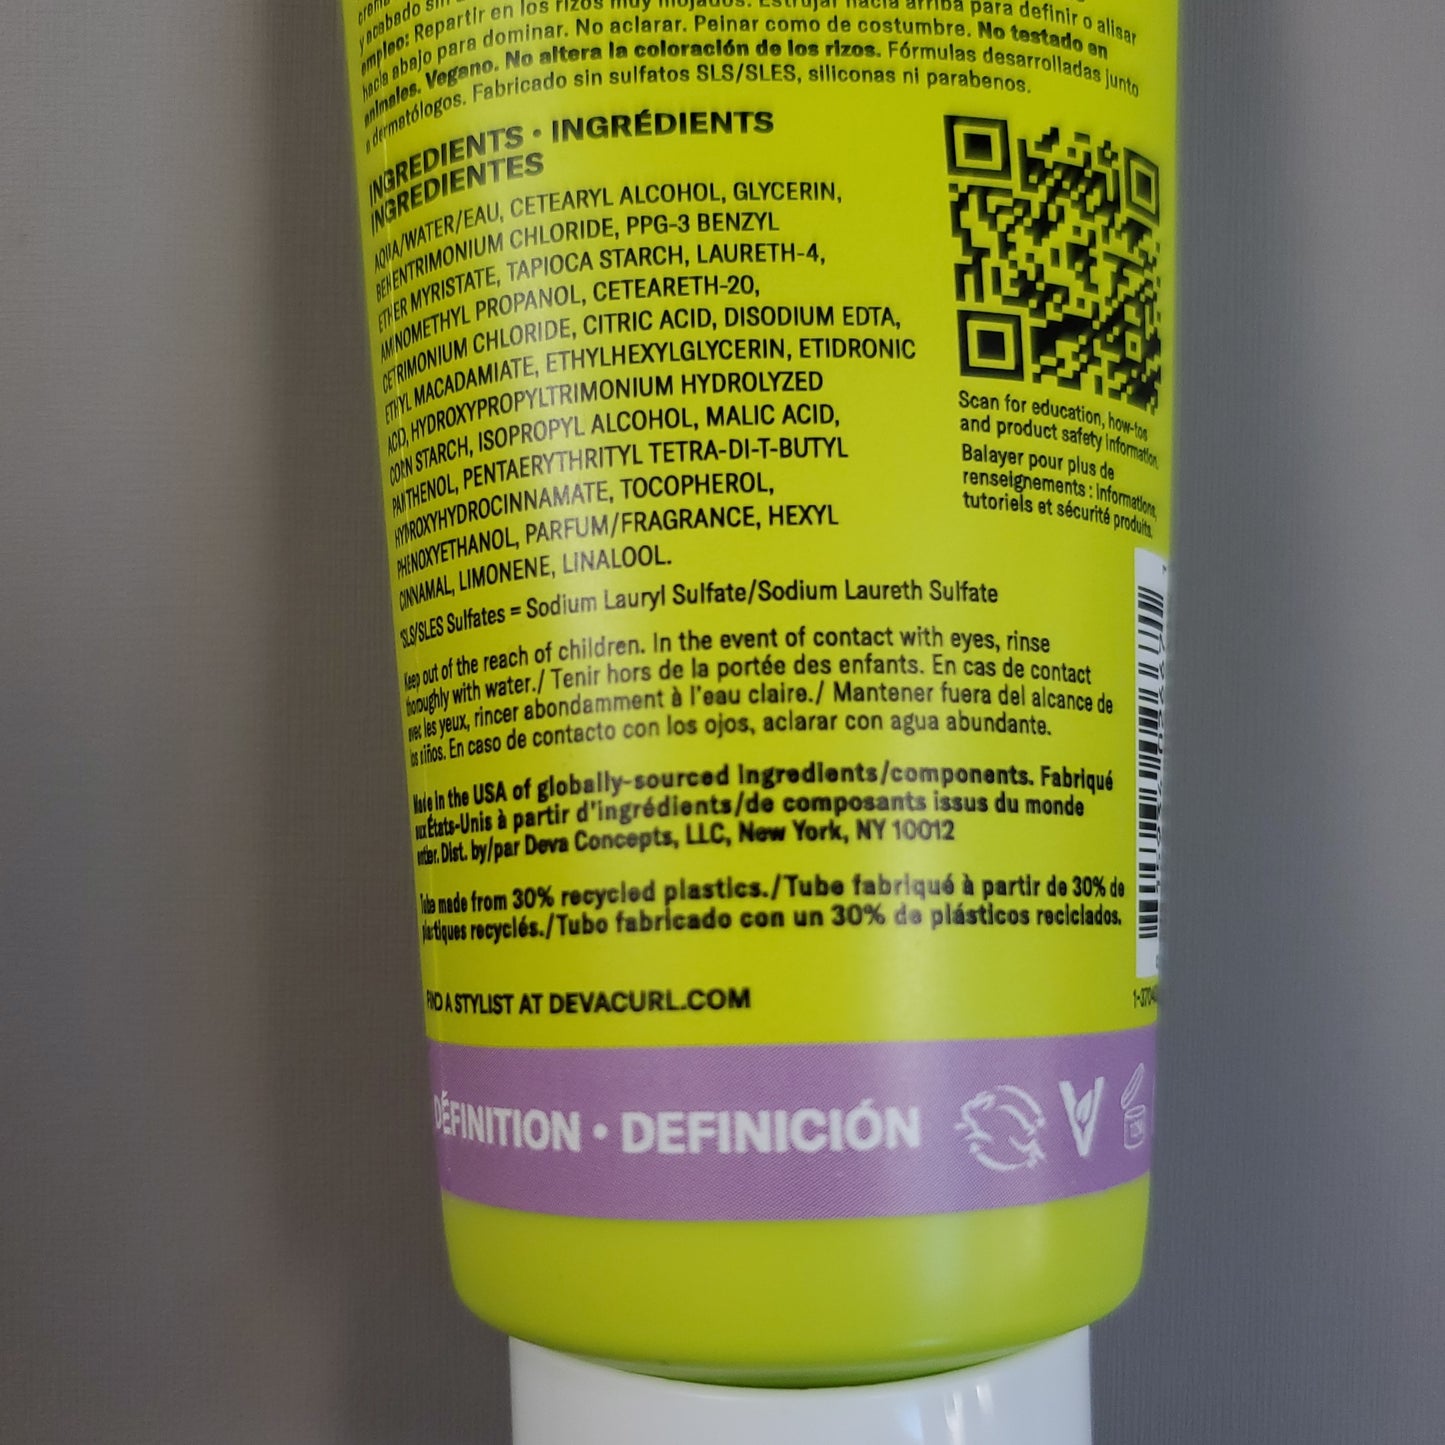 y acabado sin
empleo: Repartir en los rizos muy mojados. Estrujar hacia arriba para definir o alisar
hacia abajo para dominar. No aclarar. Peinar como de costumbre. No testado en
animales. Vegano. No altera la coloración de los rizos. Fórmulas desarrolladas junto
a dermatólogos. Fabricado sin sulfatos SLS/SLES, siliconas ni parabenos.
INGREDIENTS • INGRÉDIENTS
INGREDIENTES
AQUA/WATER/EAU, CETEARYL ALCOHOL, GLYCERIN,
BEHENTRIMONIUM CHLORIDE, PPG-3 BENZYL
ETHER MYRISTATE, TAPIOCA STARCH, LAURETH-4,
AMINOMETHYL PROPANOL, CETEARETH-20,
CETRIMONIUM CHLORIDE, CITRIC ACID, DISODIUM EDTA,
ETHYL MACADAMIATE, ETHYLHEXYLGLYCERIN, ETIDRONIC
ACID, HYDROXYPROPYLTRIMONIUM HYDROLYZED
CORN STARCH, ISOPROPYL ALCOHOL, MALIC ACID,
PANTHENOL, PENTAERYTHRITYL TETRA-DI-T-BUTYL
HYDROXYHYDROCINNAMATE, TOCOPHEROL,
PHENOXYETHANOL, PARFUM/FRAGRANCE, HEXYL
CINNAMAL, LIMONENE, LINALOOL.
*SLS/SLES Sulfates = Sodium Lauryl Sulfate/Sodium Laureth Sulfate
Keep out of the reach of children. In the event of contact with eyes, rinse
thoroughly with water./ Tenir hors de la portée des enfants. En cas de contact
avec les yeux, rincer abondamment à l'eau claire./ Mantener fuera del alcance de
los niños. En caso de contacto con los ojos, aclarar con agua abundante.
Made in the USA of globally-sourced ingredients/components. Fabriqué
aux États-Unis à partir d'ingrédients/de composants issus du monde
entier. Dist. by/par Deva Concepts, LLC, New York, NY 10012
Tube made from 30% recycled plastics./Tube fabriqué à partir de 30% de
plastiques recyclés./Tubo fabricado con un 30% de plásticos reciclados.
FIND A STYLIST AT DEVACURL.COM
Scan for education, how-tos
and product safety information.
Balayer pour plus de
renseignements : informations,
tutoriels et sécurité produits.
DÉFINITION • DEFINICIÓN